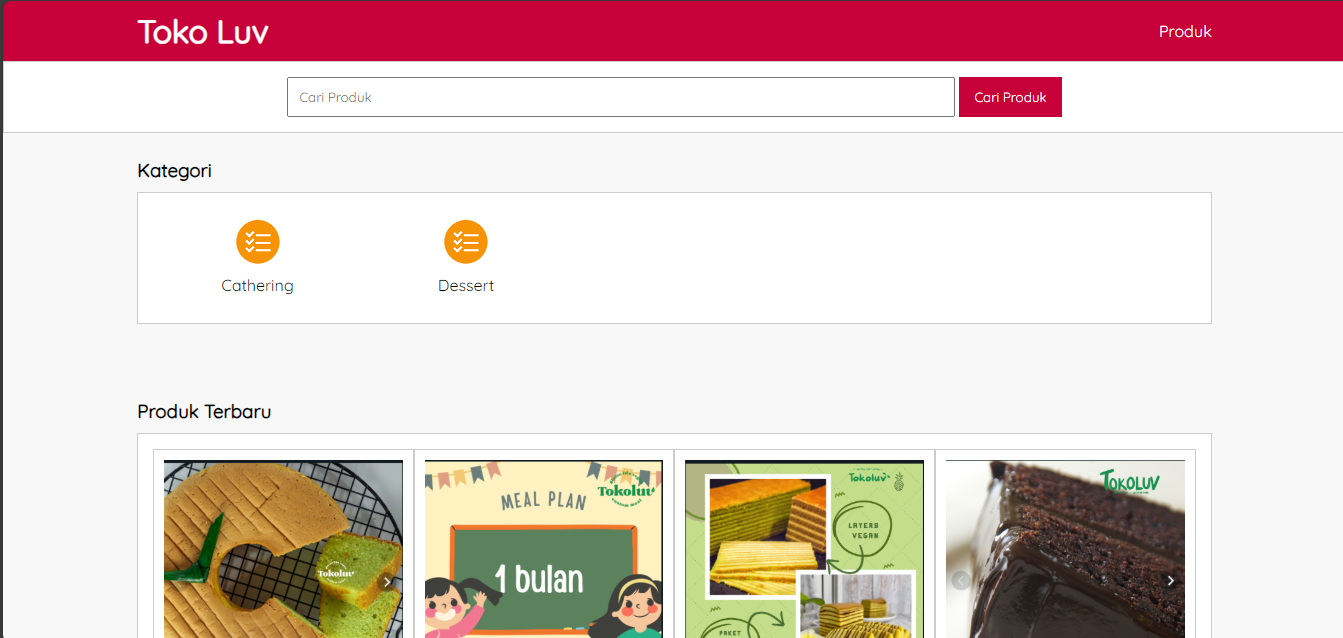 Toko Luv
Produk
Cari Produk
Cari Produk
Kategori
Cathering
Dessert
Produk Terbaru
Tokoluv
MEAL PLAN
Tokoluv
1 bulan
Tokoluv
LAYERS
VEGAN
PAKET
TOKOLUV